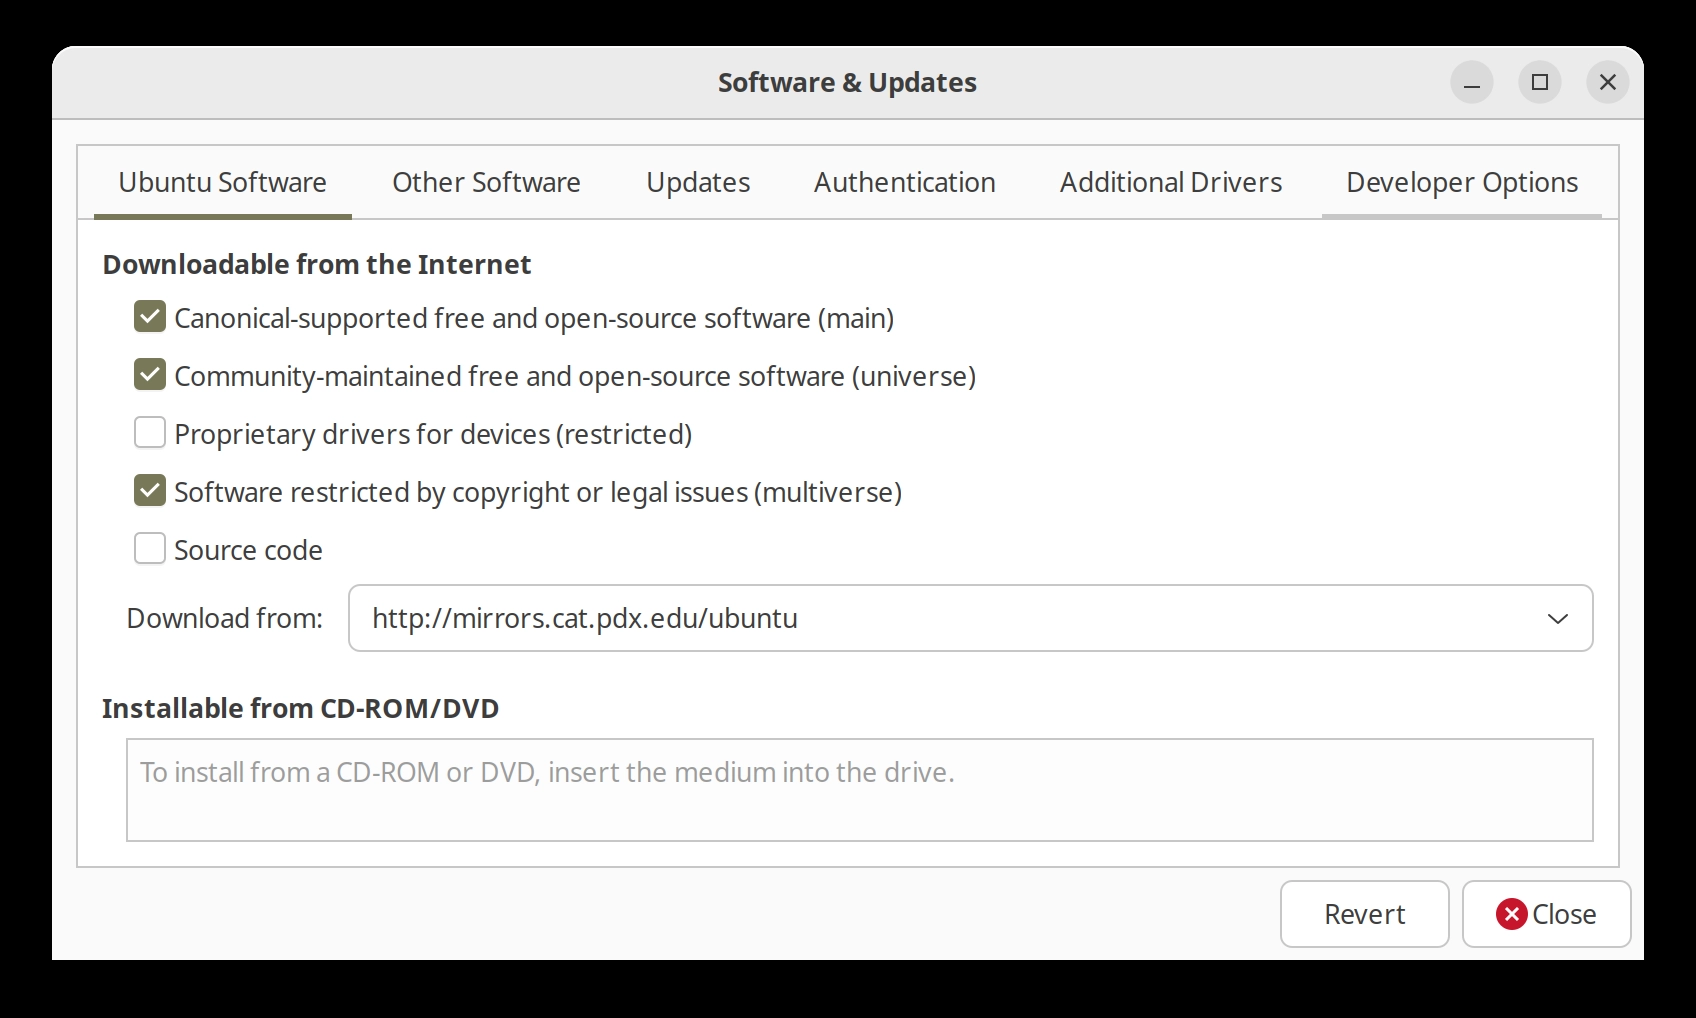 Software & Updates
Ubuntu Software Other Software Updates Authentication Additional Drivers Developer Options
Downloadable from the Internet
Canonical-supported free and open-source software (main)
Community-maintained free and open-source software (universe)
Proprietary drivers for devices (restricted)
Software restricted by copyright or legal issues (multiverse)
Source code
Download from: http://mirrors.cat.pdx.edu/ubuntu
Installable from CD-ROM/DVD
To install from a CD-ROM or DVD, insert the medium into the drive.
Revert Close